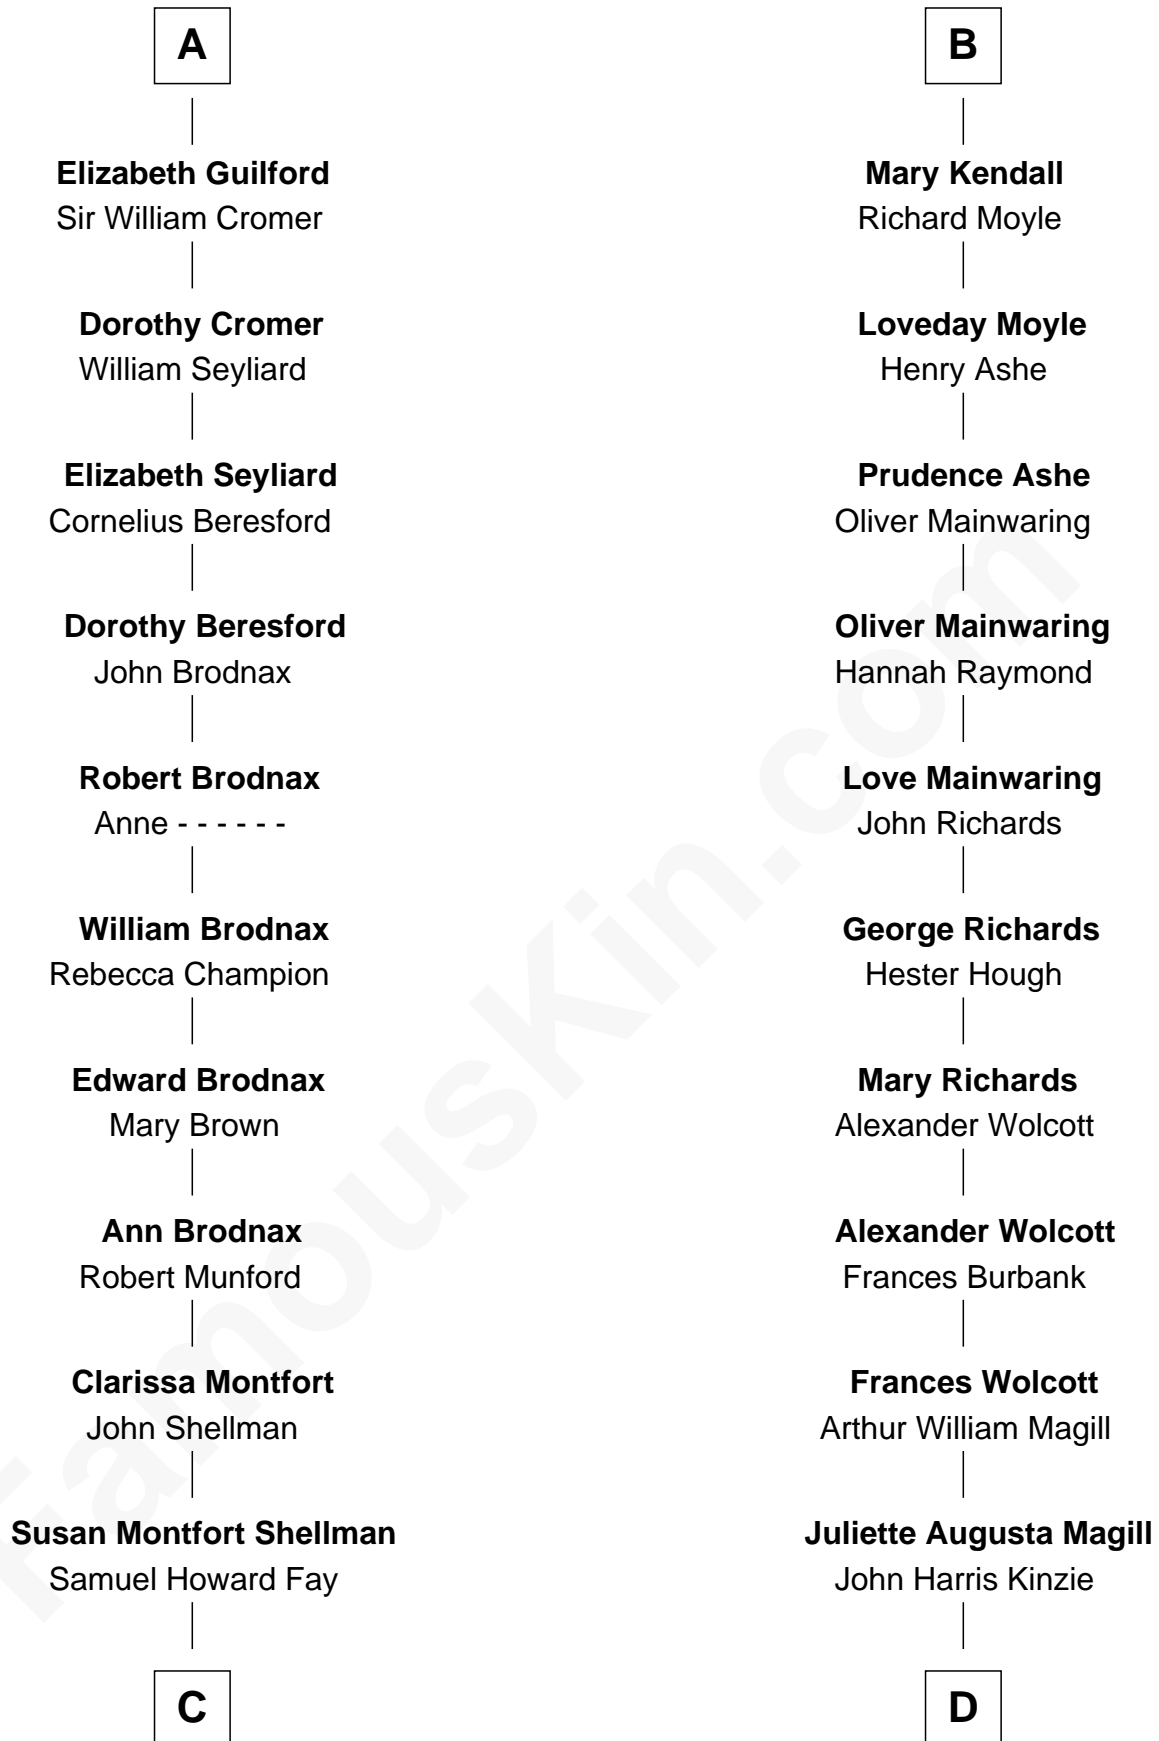 A
Elizabeth Guilford
Sir William Cromer
Dorothy Cromer
William Seyliard
Elizabeth Seyliard
Cornelius Beresford
Dorothy Beresford
John Brodnax
Robert Brodnax
Anne - - - - - -
William Brodnax
Rebecca Champion
Edward Brodnax
Mary Brown
Ann Brodnax
Robert Munford
Clarissa Montfort
John Shellman
Susan Montfort Shellman
Samuel Howard Fay
C
B
Mary Kendall
Richard Moyle
Loveday Moyle
Henry Ashe
Prudence Ashe
Oliver Mainwaring
Oliver Mainwaring
Hannah Raymond
Love Mainwaring
John Richards
George Richards
Hester Hough
Mary Richards
Alexander Wolcott
Alexander Wolcott
Frances Burbank
Frances Wolcott
Arthur William Magill
Juliette Augusta Magill
John Harris Kinzie
D
FamousKin.com